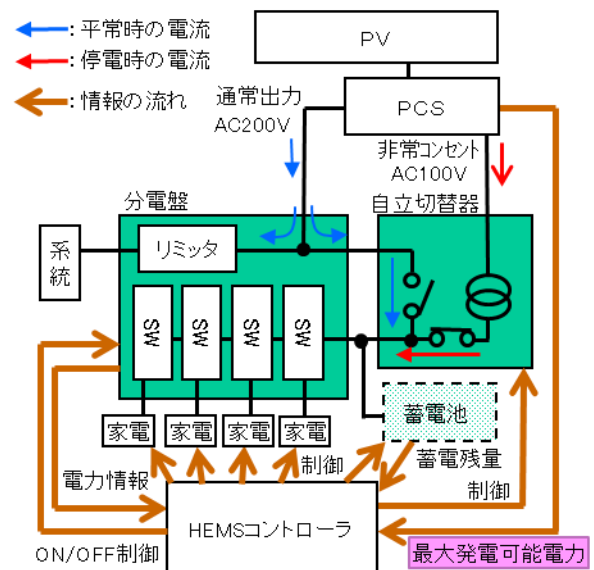 :平常時の電流
:停電時の電流
:情報の流れ
PV
PCS
通常出力
AC200V
非常コンセント
AC100V
分電盤
自立切替器
系
統
リミッタ
SW
SW
SW
SW
家電
家電
家電
家電
蓄電池
電力情報
制御
蓄電残量
制御
HEMSコントローラ
ON/OFF制御
最大発電可能電力